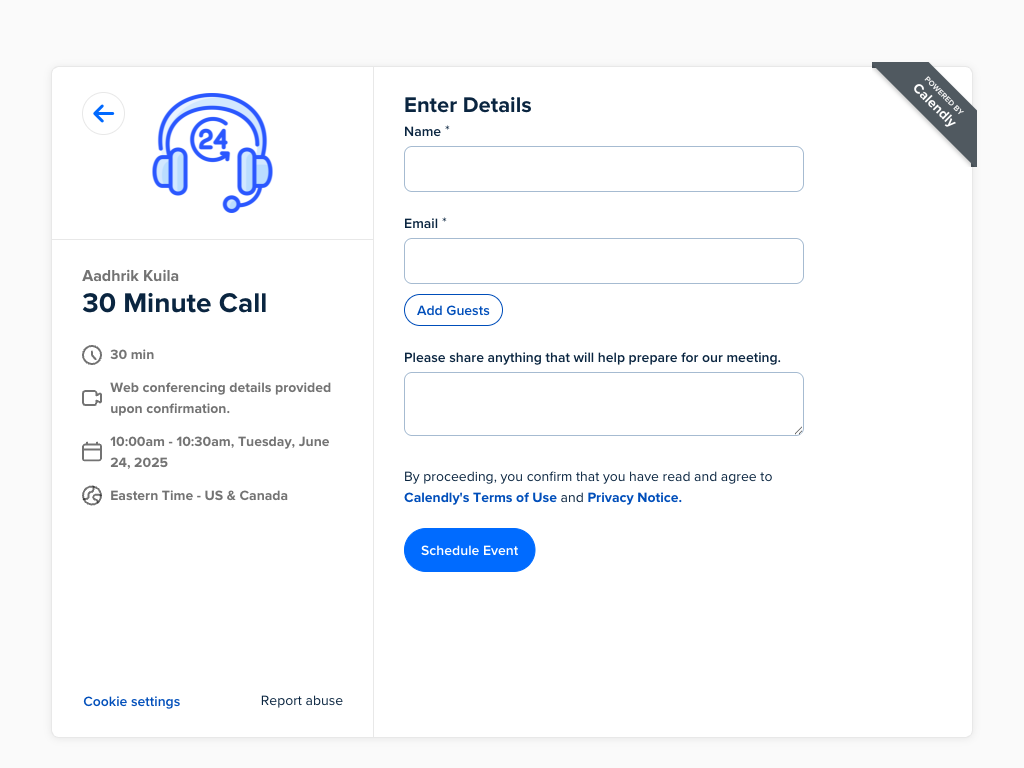 24
Aadhrik Kuila
30 Minute Call
30 min
Web conferencing details provided
upon confirmation.
10:00am - 10:30am, Tuesday, June
24, 2025
Eastern Time - US & Canada
Cookie settings
Report abuse
POWERED BY
Calendly
Enter Details
Name *
Email *
Add Guests
Please share anything that will help prepare for our meeting.
By proceeding, you confirm that you have read and agree to
Calendly's Terms of Use and Privacy Notice.
Schedule Event